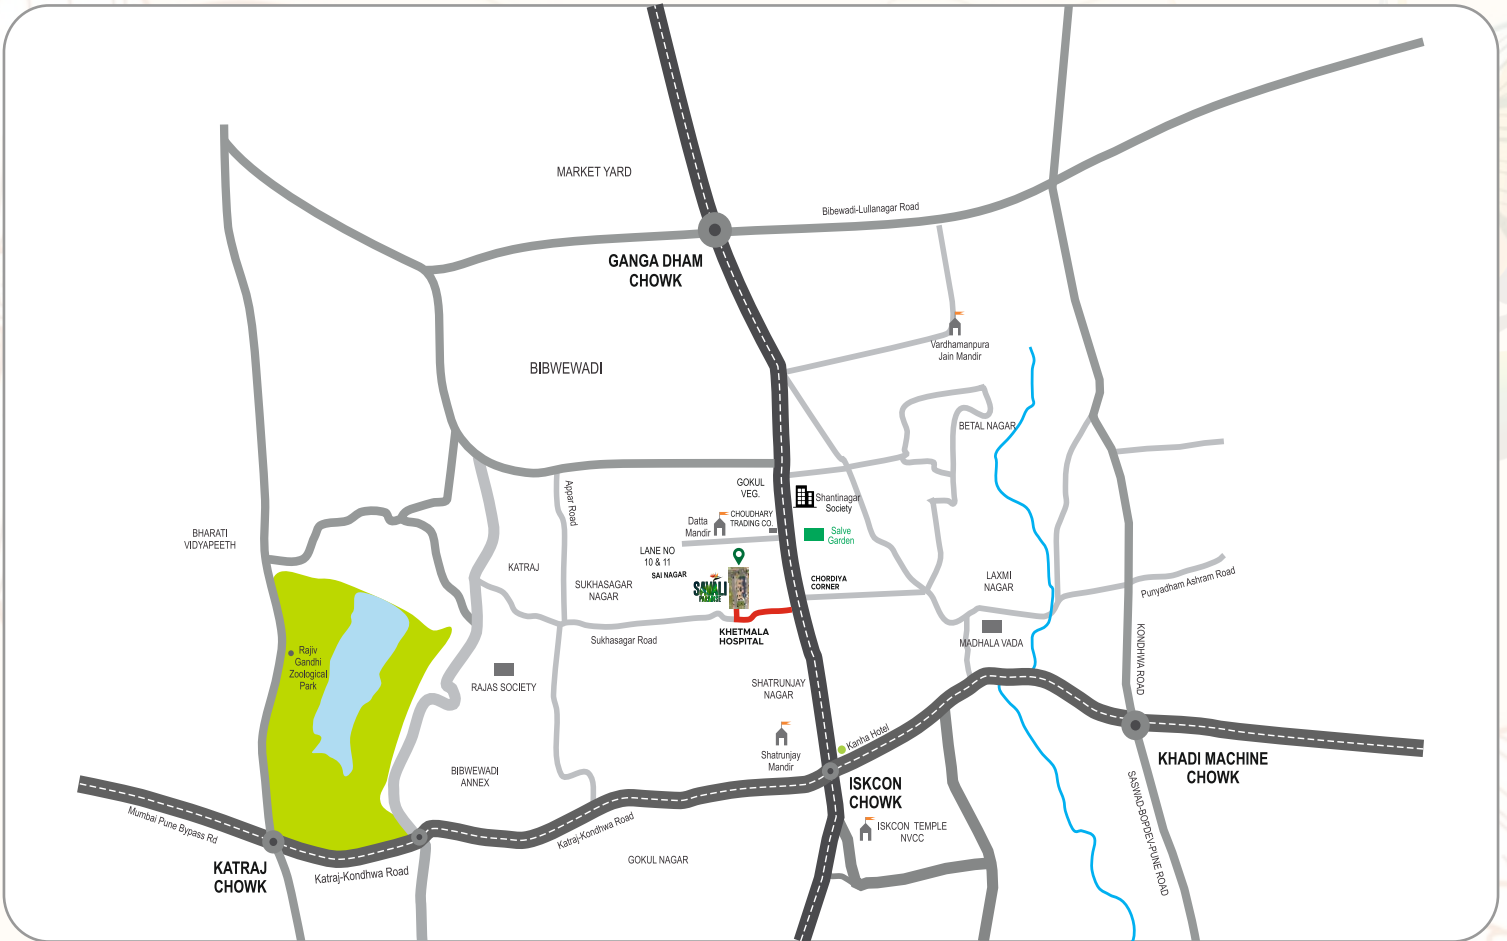 MARKET YARD
Bibewadi-Lullanagar Road
GANGA DHAM
CHOWK
Vardhamanpura
Jain Mandir
BIBWEWADI
BETAL NAGAR
GOKUL
VEG.
Appar Road
Shantinagar
Society
Datta
Mandir
CHOUDHARY
TRADING CO.
Salve
Garden
BHARATI
VIDYAPEETH
LANE NO
10 & 11
SAI NAGAR
KATRAJ
SUKHASAGAR
NAGAR
SAVALI
PARADISE
CHORDIYA
CORNER
LAXMI
NAGAR
Punyadham Ashram Road
Sukhasagar Road
KHETMALA
HOSPITAL
MADHALA VADA
KONDHWA ROAD
Rajiv
Gandhi
Zoological
Park
RAJAS SOCIETY
SHATRUNJAY
NAGAR
Shatrunjay
Mandir
Kanha Hotel
KHADI MACHINE
CHOWK
BIBWEWADI
ANNEX
ISKCON
CHOWK
SASWAD-BOPDEV-PUNE ROAD
Mumbai Pune Bypass Rd
Katraj-Kondhwa Road
ISKCON TEMPLE
NVCC
GOKUL NAGAR
KATRAJ
CHOWK
Katraj-Kondhwa Road